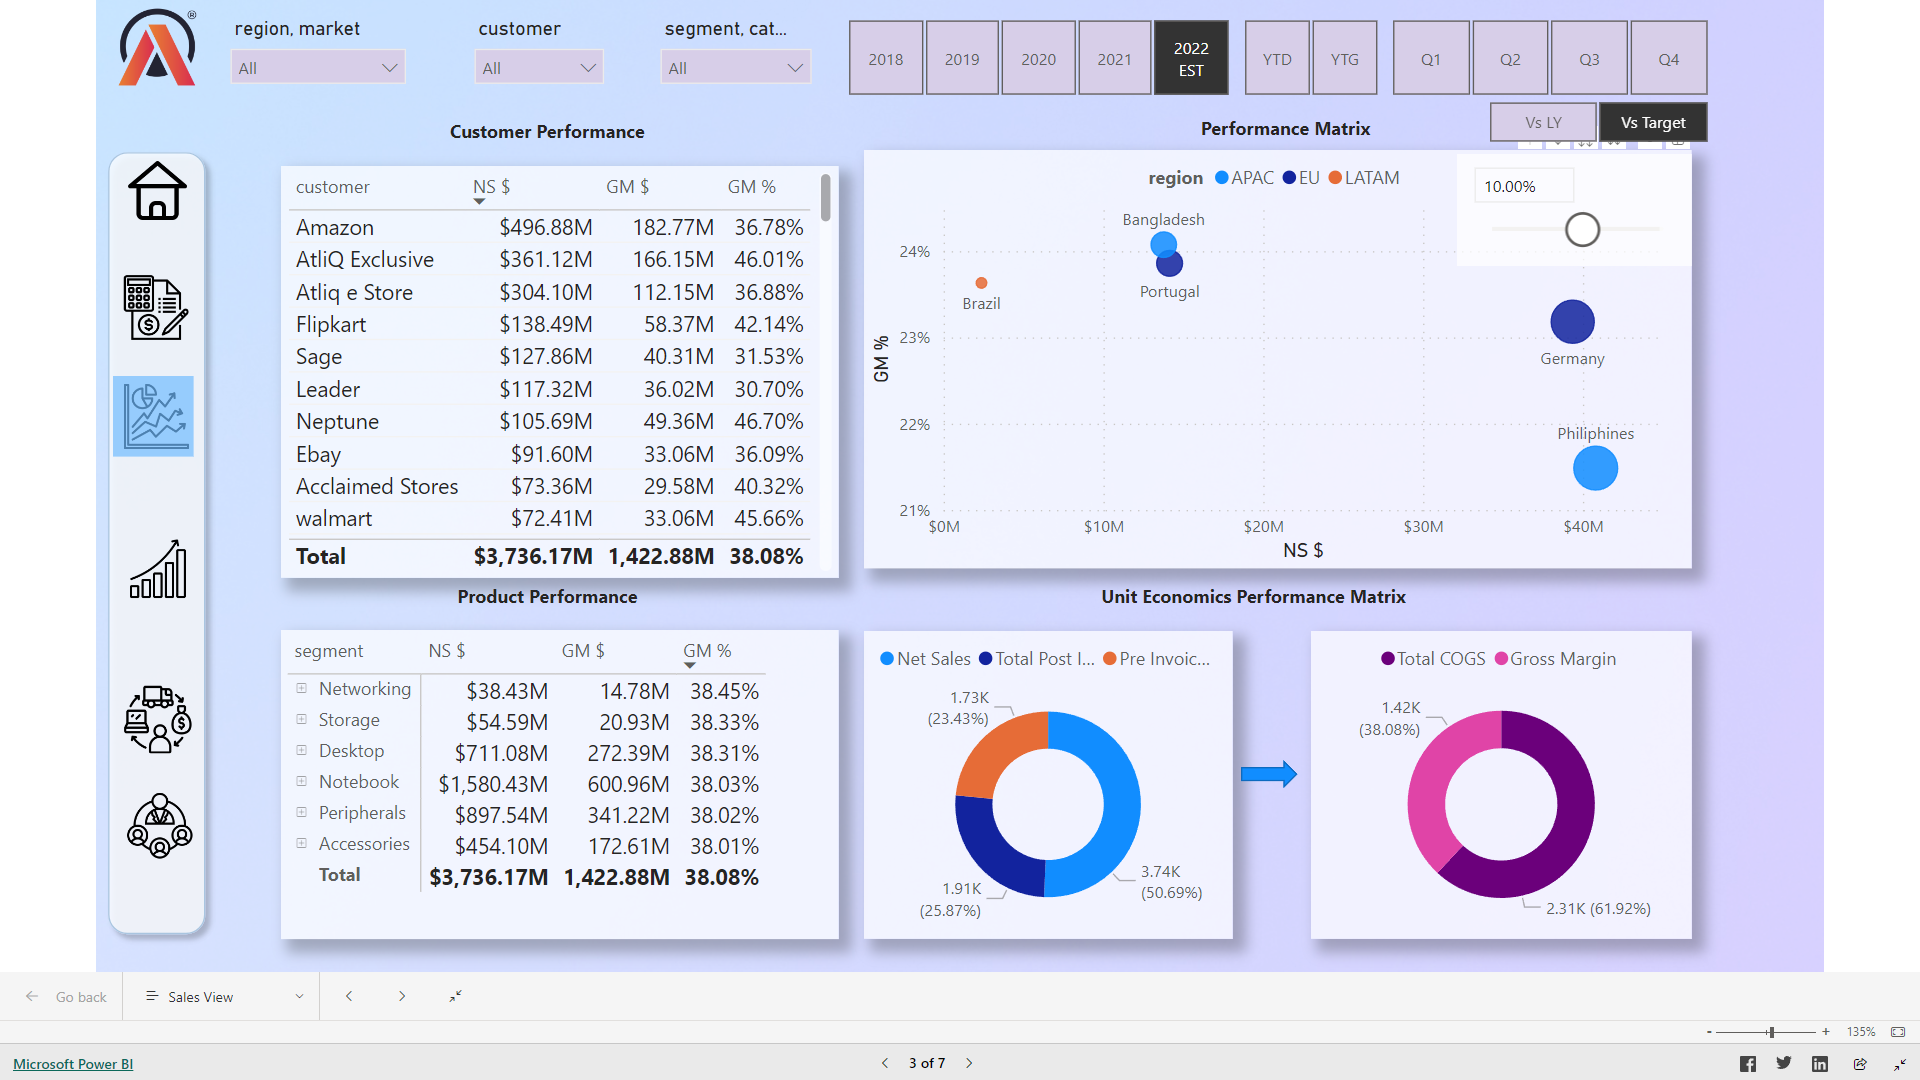 region, market
customer
segment, cat...
All
All
All
2018
2019
2020
2021
2022
EST
YTD
YTG
Q1
Q2
Q3
Q4
Vs LY
Vs Target
Customer Performance
customer NS $ GM $ GM %
Amazon $496.88M 182.77M 36.78%
AtliQ Exclusive $361.12M 166.15M 46.01%
Atliq e Store $304.10M 112.15M 36.88%
Flipkart $138.49M 58.37M 42.14%
Sage $127.86M 40.31M 31.53%
Leader $117.32M 36.02M 30.70%
Neptune $105.69M 49.36M 46.70%
Ebay $91.60M 33.06M 36.09%
Acclaimed Stores $73.36M 29.58M 40.32%
walmart $72.41M 33.06M 45.66%
Total $3,736.17M 1,422.88M 38.08%
Performance Matrix
region APAC EU LATAM
10.00%
Bangladesh
Portugal
Brazil
Germany
Philiphines
24%
23%
22%
21%
GM %
$0M $10M $20M $30M $40M
NS $
Product Performance
segment NS $ GM $ GM %
Networking $38.43M 14.78M 38.45%
Storage $54.59M 20.93M 38.33%
Desktop $711.08M 272.39M 38.31%
Notebook $1,580.43M 600.96M 38.03%
Peripherals $897.54M 341.22M 38.02%
Accessories $454.10M 172.61M 38.01%
Total $3,736.17M 1,422.88M 38.08%
Unit Economics Performance Matrix
Net Sales Total Post I... Pre Invoic...
1.73K
(23.43%)
1.91K
(25.87%)
3.74K
(50.69%)
Total COGS Gross Margin
1.42K
(38.08%)
2.31K (61.92%)
Go back
Sales View
- + 135%
Microsoft Power BI
3 of 7